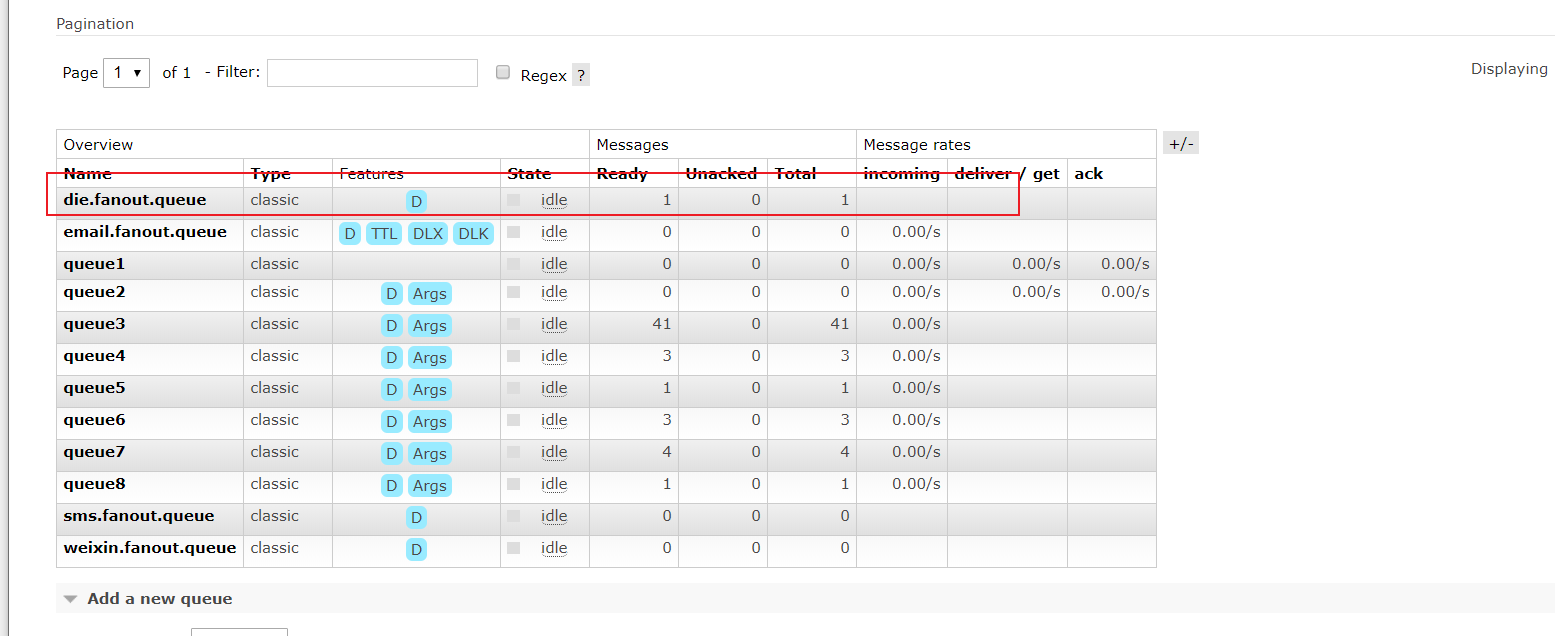 Pagination
Page 1 of 1 - Filter: Regex ? Displaying
Overview Messages Message rates +/-
Name Type Features State Ready Unacked Total incoming deliver / get ack
die.fanout.queue classic D idle 1 0 1
email.fanout.queue classic D TTL DLX DLK idle 0 0 0 0.00/s
queue1 classic idle 0 0 0 0.00/s 0.00/s 0.00/s
queue2 classic D Args idle 0 0 0 0.00/s 0.00/s 0.00/s
queue3 classic D Args idle 41 0 41 0.00/s
queue4 classic D Args idle 3 0 3 0.00/s
queue5 classic D Args idle 1 0 1 0.00/s
queue6 classic D Args idle 3 0 3 0.00/s
queue7 classic D Args idle 4 0 4 0.00/s
queue8 classic D Args idle 1 0 1 0.00/s
sms.fanout.queue classic D idle 0 0 0
weixin.fanout.queue classic D idle 0 0 0
Add a new queue